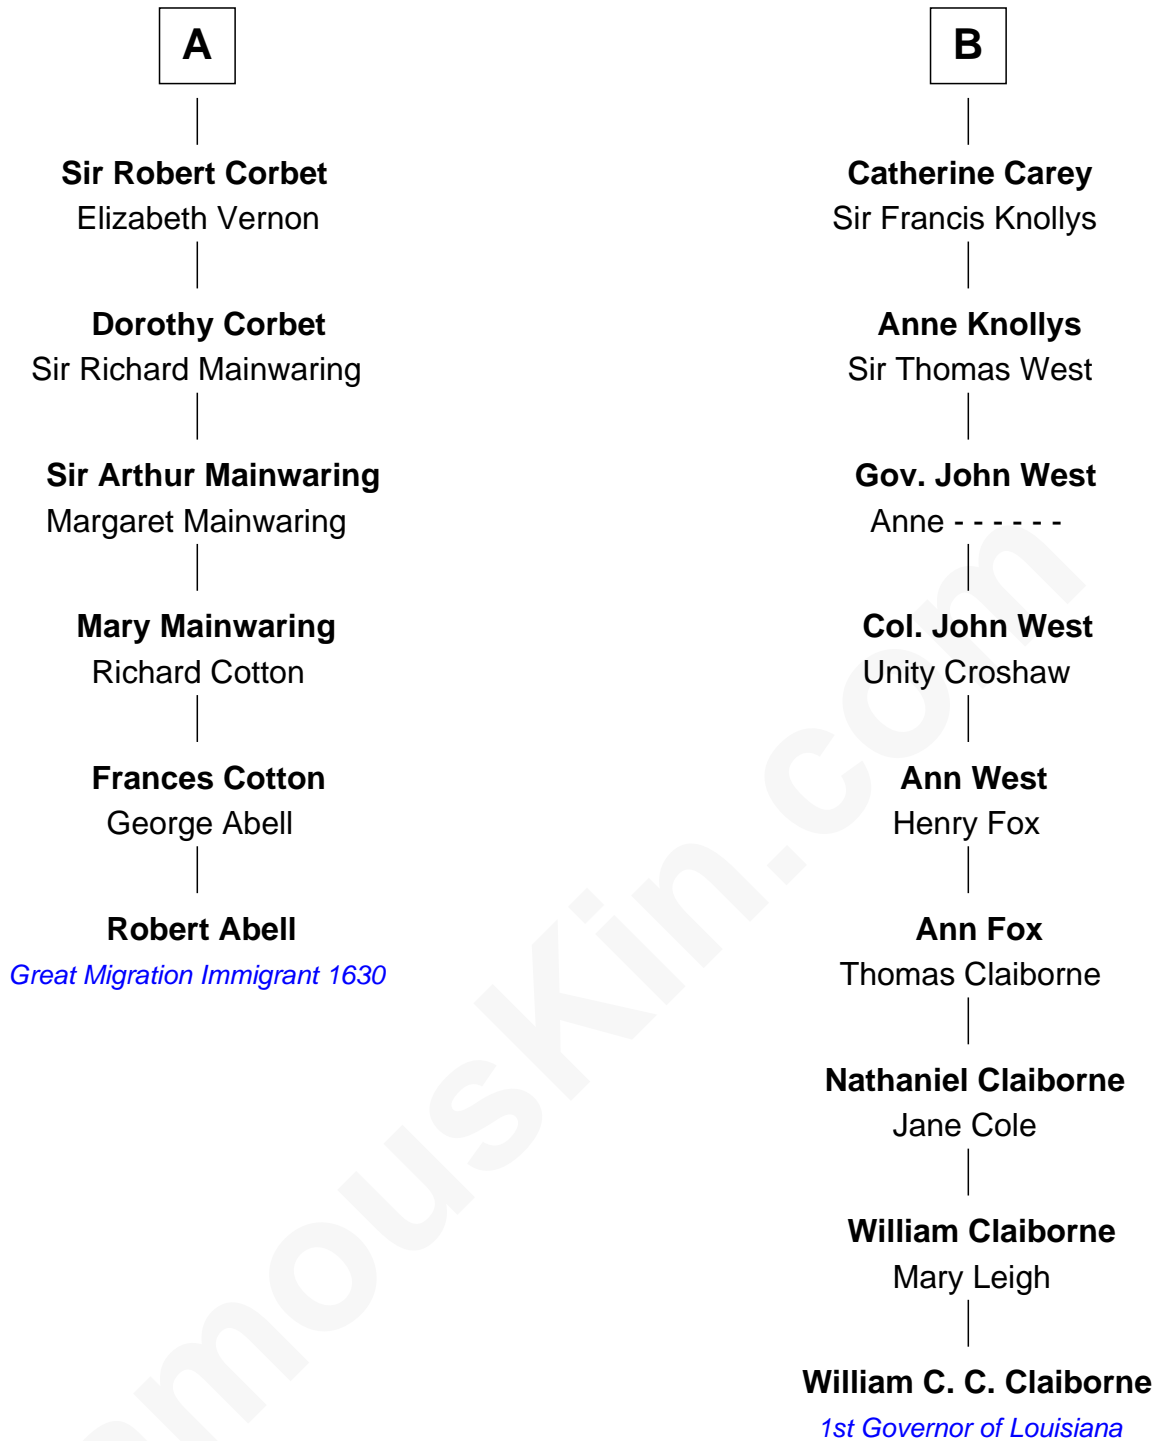 A
Sir Robert Corbet
Elizabeth Vernon
Dorothy Corbet
Sir Richard Mainwaring
Sir Arthur Mainwaring
Margaret Mainwaring
Mary Mainwaring
Richard Cotton
Frances Cotton
George Abell
Robert Abell
Great Migration Immigrant 1630
B
Catherine Carey
Sir Francis Knollys
Anne Knollys
Sir Thomas West
Gov. John West
Anne - - - - - -
Col. John West
Unity Croshaw
Ann West
Henry Fox
Ann Fox
Thomas Claiborne
Nathaniel Claiborne
Jane Cole
William Claiborne
Mary Leigh
William C. C. Claiborne
1st Governor of Louisiana
amouskin.com